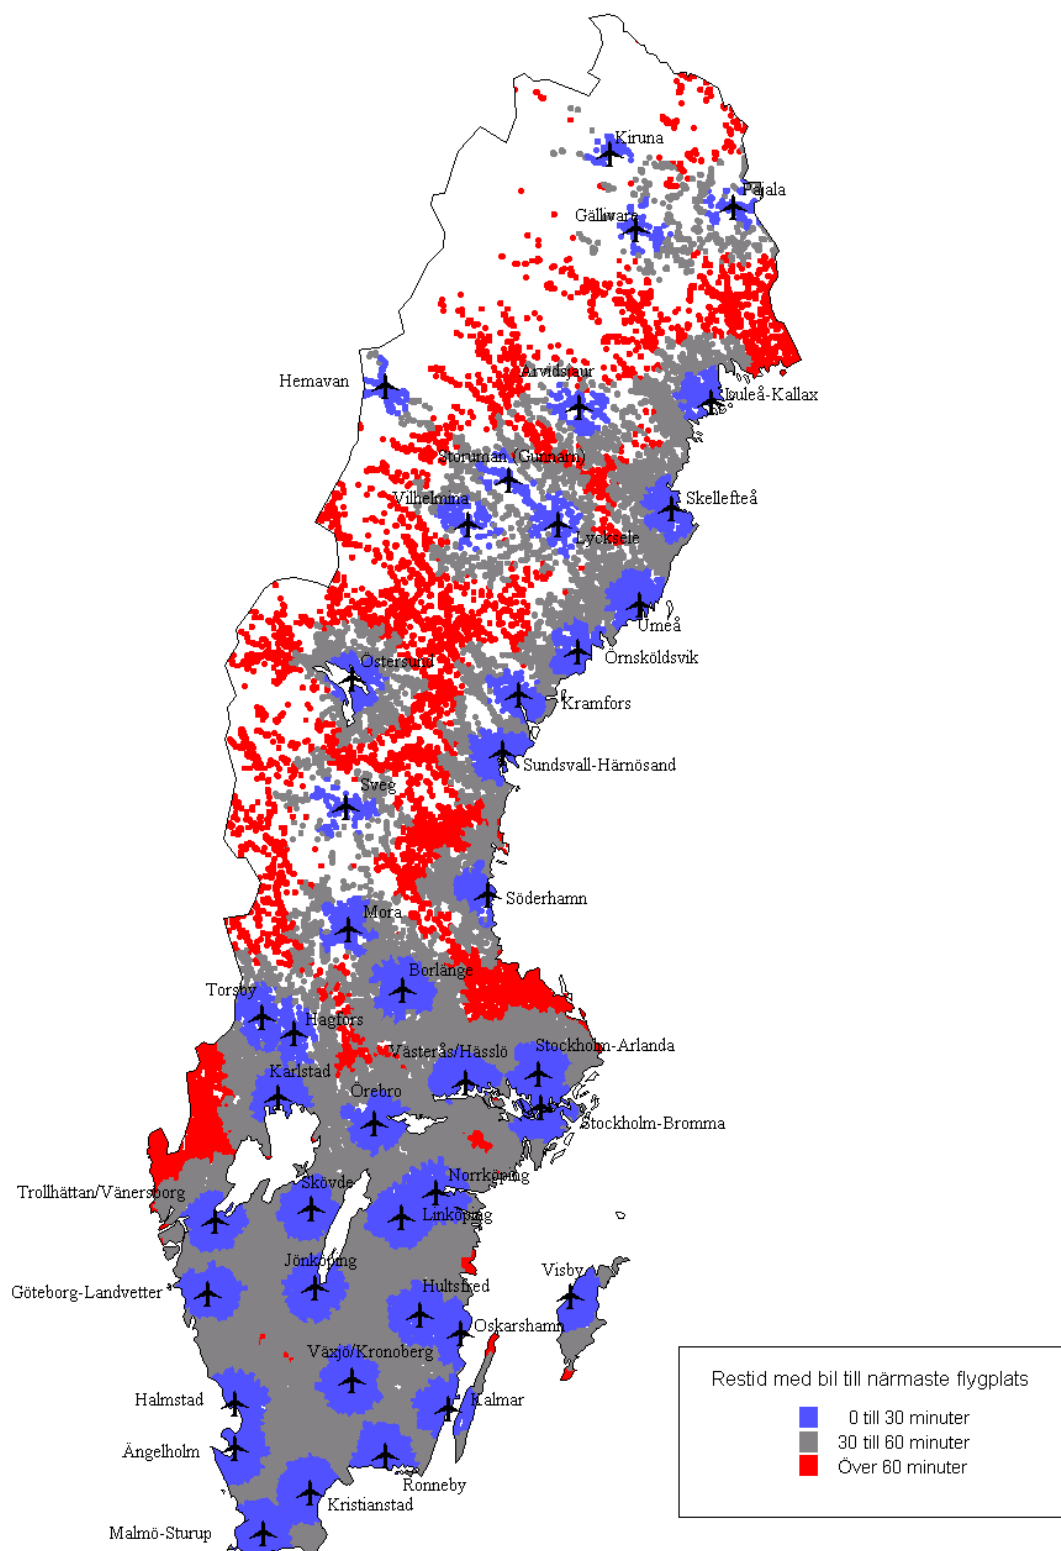 Kiruna
Pajala
Gällivare
Hemavan
Arvidsjaur
Luleå-Kallax
Storuman (Gunnarn)
Vilhelmina
Skellefteå
Lycksele
Umeå
Örnsköldsvik
Östersund
Kramfors
Sundsvall-Härnösand
Sveg
Söderhamn
Mora
Borlänge
Torsby
Hagfors
Stockholm-Arlanda
Västerås/Hässlö
Karlstad
Örebro
Stockholm-Bromma
Norrköping
Skövde
Trollhättan/Vänersborg
Linköping
Jönköping
Visby
Göteborg-Landvetter
Hultsfred
Oskarshamn
Växjö/Kronoberg
Halmstad
Kalmar
Ängelholm
Ronneby
Kristianstad
Malmö-Sturup
Restid med bil till närmaste flygplats
0 till 30 minuter
30 till 60 minuter
Över 60 minuter